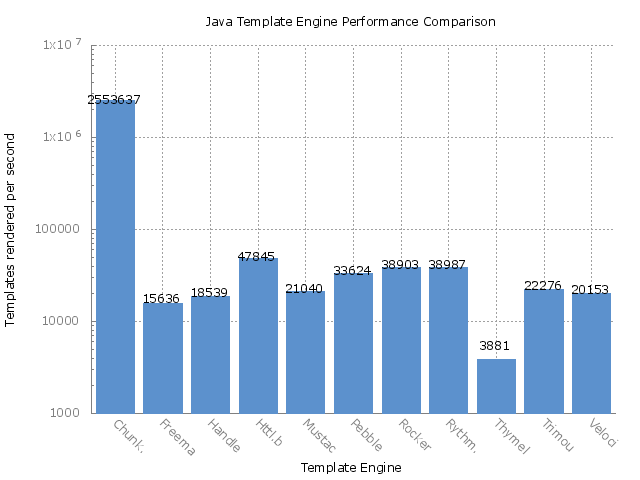 Java Template Engine Performance Comparison
Templates rendered per second
1x10 7
1x10 6
100000
10000
1000
2553637
15636
18539
47845
21040
33624
38903
38987
3881
22276
20153
Chunk.
Freema
Handle
Httl.b
Mustac
Pebble
Rocker
Rythm.
Thymel
Trimou
Veloci
Template Engine